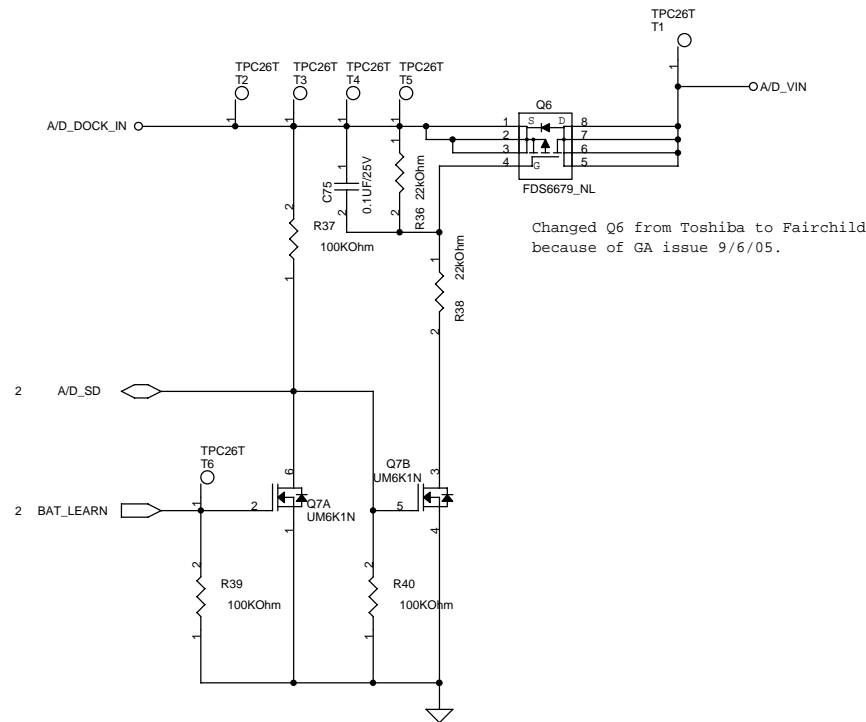 TPC26T
T1
1
A/D_VIN
TPC26T
T2
1
TPC26T
T3
1
TPC26T
T4
1
TPC26T
T5
1
A/D_DOCK_IN
Q6
S D
G
1
2
3
4
8
7
6
5
FDS6679_NL
Changed Q6 from Toshiba to Fairchild
because of GA issue 9/6/05.
1
C75
0.1UF/25V
2
1
R36
22kOhm
2
2
R37
100KOhm
1
1
22kOhm
R38
2
2 A/D_SD
TPC26T
T6
1
2 BAT_LEARN
6
2
Q7A
UM6K1N
1
Q7B
UM6K1N
3
5
4
2
R39
100KOhm
1
2
R40
100KOhm
1